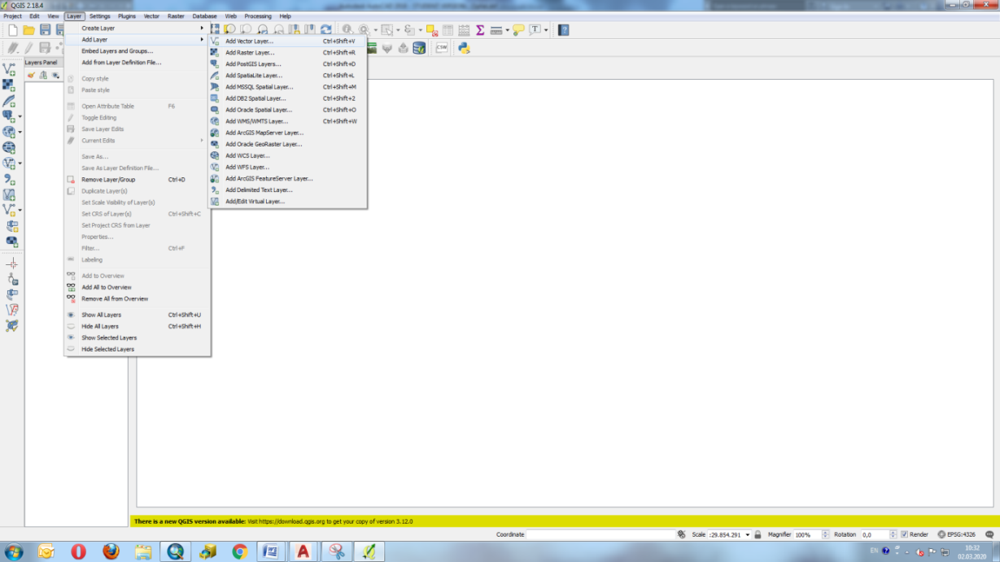 QGIS 2.18.4
Project Edit View Layer Settings Plugins Vector Raster Database Web Processing Help
Create Layer
Add Layer
Embed Layers and Groups...
Add from Layer Definition File...
Copy style
Paste style
Open Attribute Table F6
Toggle Editing
Save Layer Edits
Current Edits
Save As...
Save As Layer Definition File...
Remove Layer/Group Ctrl+D
Duplicate Layer(s)
Set Scale Visibility of Layer(s)
Set CRS of Layer(s) Ctrl+Shift+C
Set Project CRS from Layer
Properties...
Filter... Ctrl+F
Labeling
Add to Overview
Add All to Overview
Remove All from Overview
Show All Layers Ctrl+Shift+U
Hide All Layers Ctrl+Shift+H
Show Selected Layers
Hide Selected Layers
Add Vector Layer... Ctrl+Shift+V
Add Raster Layer... Ctrl+Shift+R
Add PostGIS Layers... Ctrl+Shift+D
Add SpatiaLite Layer... Ctrl+Shift+L
Add MSSQL Spatial Layer... Ctrl+Shift+M
Add DB2 Spatial Layer... Ctrl+Shift+2
Add Oracle Spatial Layer... Ctrl+Shift+O
Add WMS/WMTS Layer... Ctrl+Shift+W
Add ArcGIS MapServer Layer...
Add Oracle GeoRaster Layer...
Add WCS Layer...
Add WFS Layer...
Add ArcGIS FeatureServer Layer...
Add Delimited Text Layer...
Add/Edit Virtual Layer...
CSW
Layers Panel
There is a new QGIS version available: Visit https://download.qgis.org to get your copy of version 3.12.0
Coordinate Scale :29.854.291 Magnifier 100% Rotation 0,0 Render EPSG:4326
EN 10:32
02.03.2020